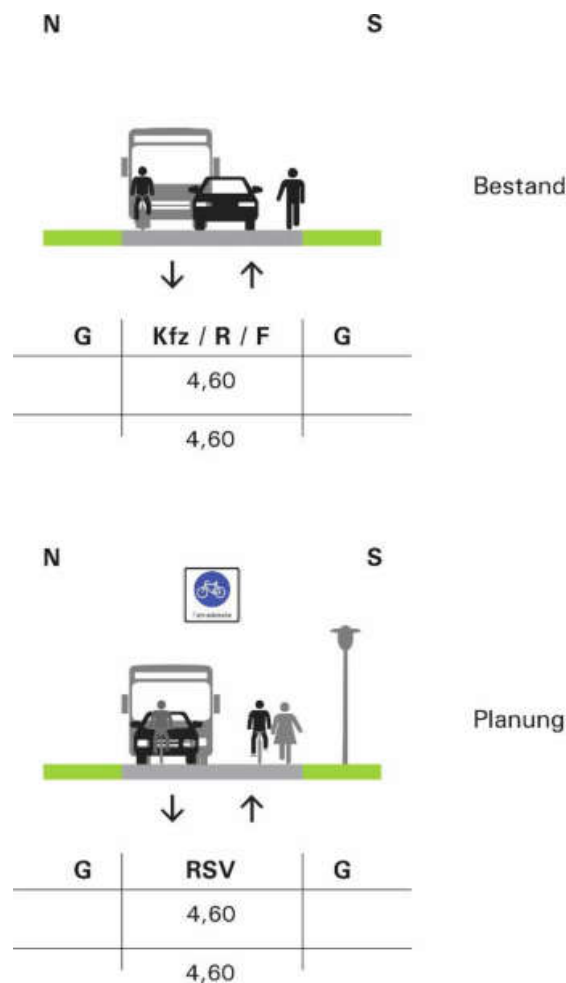 N S
Bestand
G Kfz / R / F G
4,60
4,60
N S
Planung
G RSV G
4,60
4,60